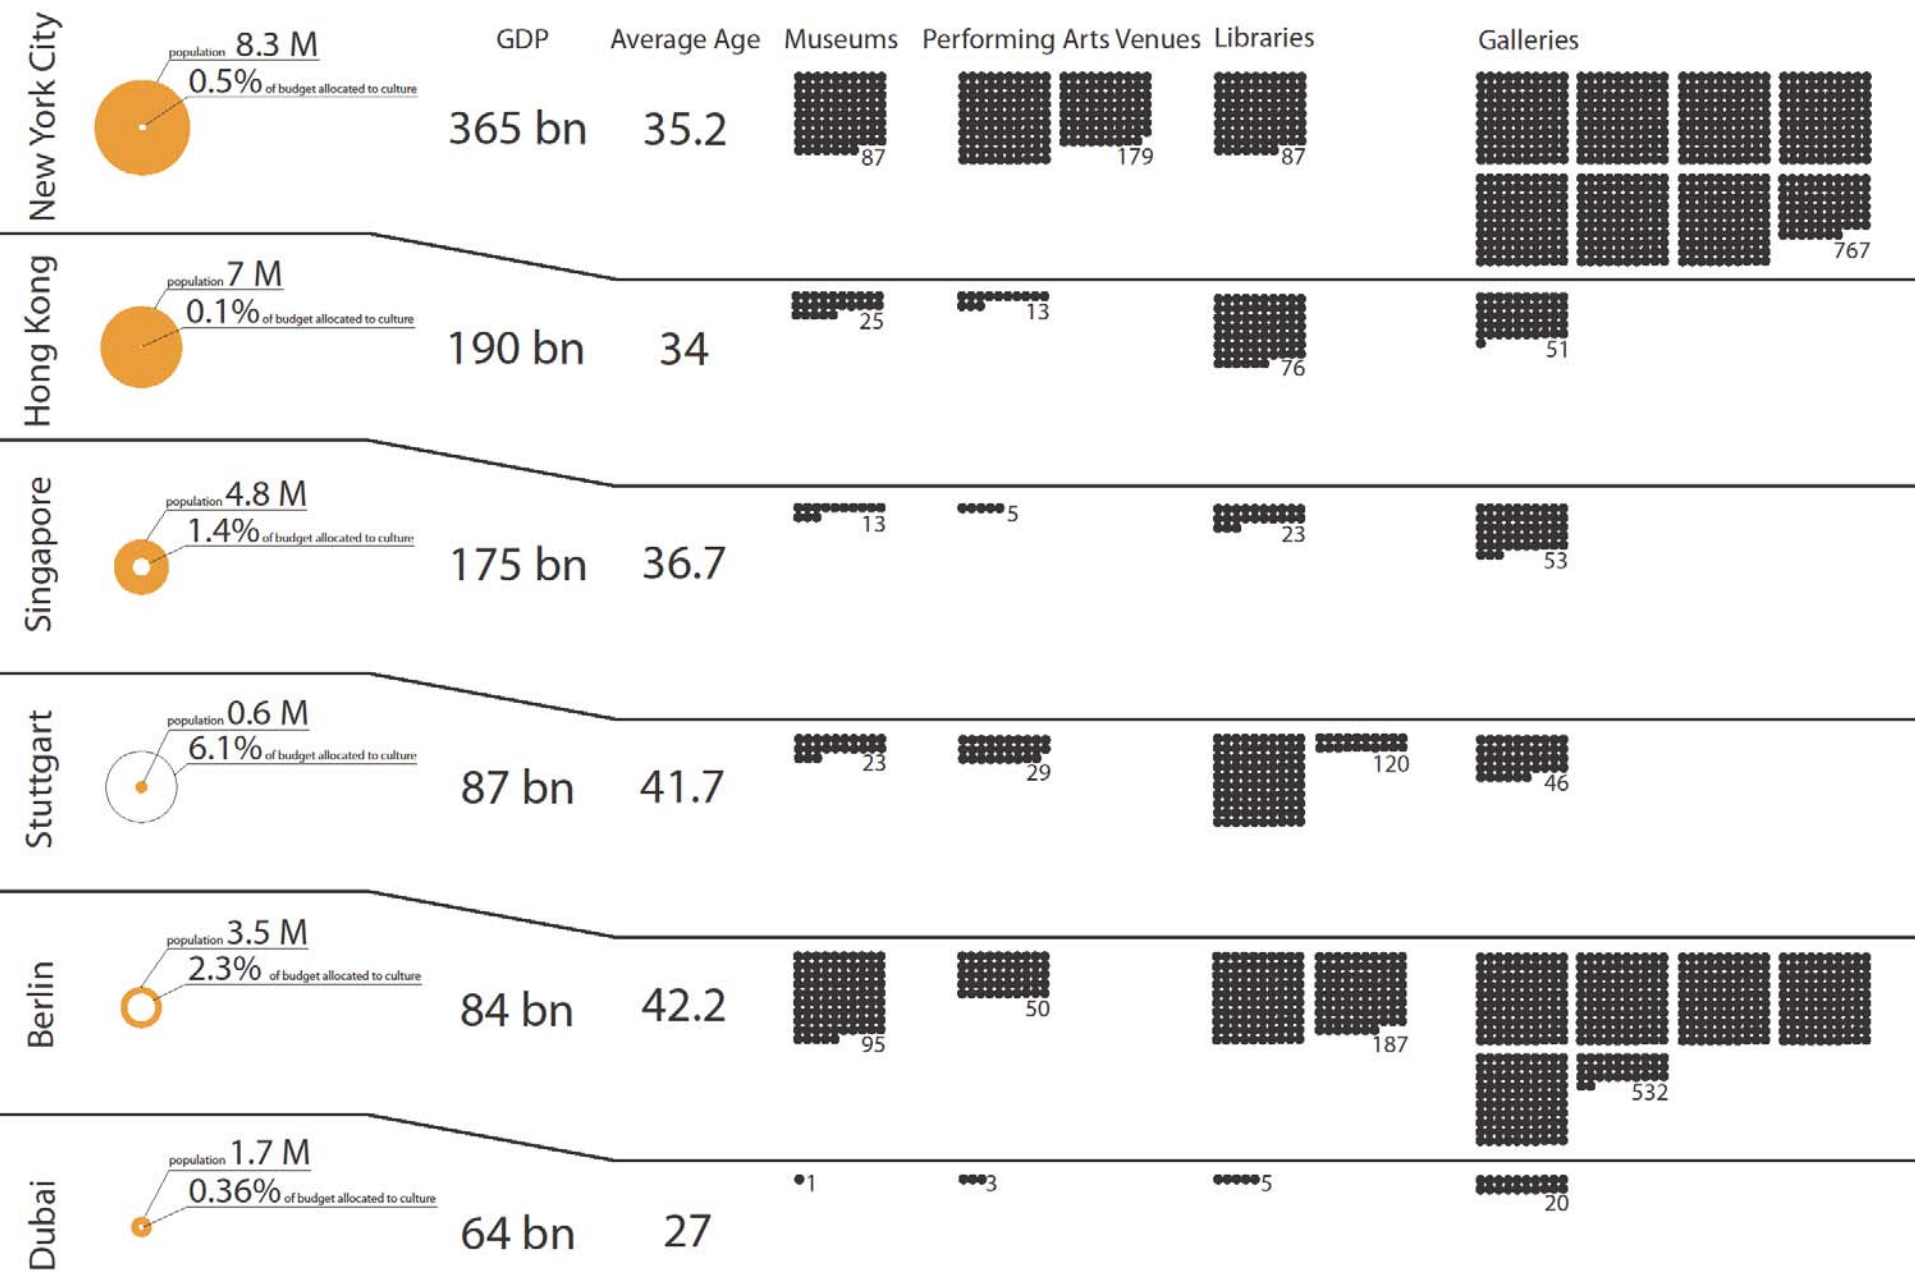 GDP Average Age Museums Performing Arts Venues Libraries Galleries
New York City
population 8.3 M
0.5% of budget allocated to culture
365 bn 35.2
87 179 87 767
Hong Kong
population 7 M
0.1% of budget allocated to culture
190 bn 34
25 13 76 51
Singapore
population 4.8 M
1.4% of budget allocated to culture
175 bn 36.7
13 5 23 53
Stuttgart
population 0.6 M
6.1% of budget allocated to culture
87 bn 41.7
23 29 120 46
Berlin
population 3.5 M
2.3% of budget allocated to culture
84 bn 42.2
95 50 187 532
Dubai
population 1.7 M
0.36% of budget allocated to culture
64 bn 27
1 3 5 20